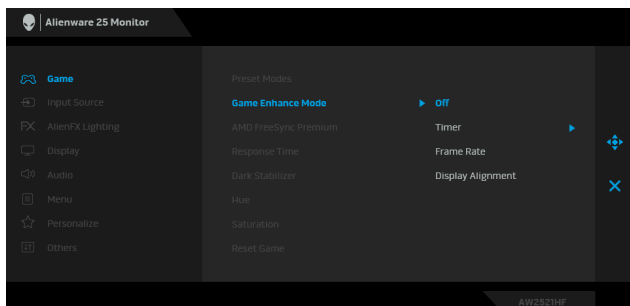 Alienware 25 Monitor
Game
Input Source
FX AlienFX Lighting
Display
Audio
Menu
Personalize
Others
Preset Modes
Game Enhance Mode
AMD FreeSync Premium
Response Time
Dark Stabilizer
Hue
Saturation
Reset Game
Off
Timer
Frame Rate
Display Alignment
AW2521HF